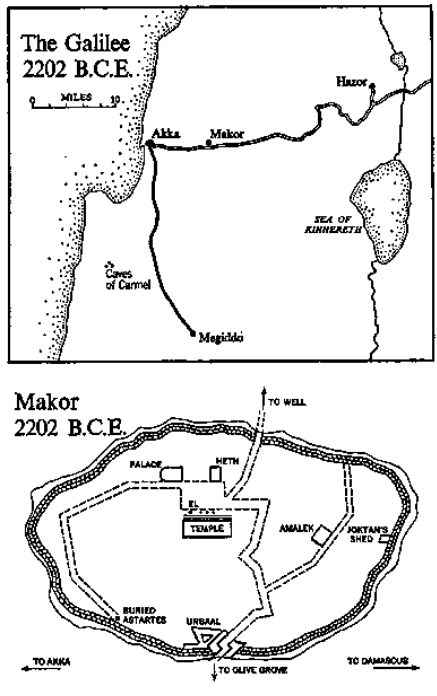 The Galilee
2202 B.C.E.
0 MILES 10
Hazor
Akka
Makor
SEA OF
KINNERETH
Caves
of Carmel
Megiddo
Makor
2202 B.C.E.
TO WELL
PALACE
HETH
EL
TEMPLE
AMALEK
JOKTAN'S
SHED
BURIED
ASTARTES
URBAAL
TO AKKA
TO OLIVE GROVE
TO DAMASCUS